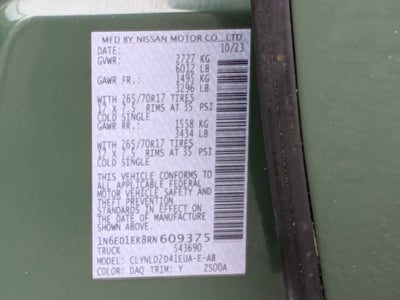 MFD BY NISSAN MOTOR CO., LTD.
DATE: 10/23
GVWR: 2727 KG
6012 LB
GAWR FR.: 1495 KG
3296 LB
WITH 265/70R17 TIRES
17 X 7.5 RIMS AT 35 PSI
COLD SINGLE
GAWR RR.: 1558 KG
3434 LB
WITH 265/70R17 TIRES
17 X 7.5 RIMS AT 35 PSI
COLD SINGLE
THIS VEHICLE CONFORMS TO
ALL APPLICABLE FEDERAL
MOTOR VEHICLE SAFETY AND
THEFT PREVENTION
STANDARDS IN EFFECT ON
THE DATE OF MANUFACTURE
SHOWN ABOVE.
1N6ED1EK8RN 609375
TRUCK 543690
MODEL: CLYNLDZD41EUA-E-AB
COLOR: DAQ TRIM: Y ZS00A